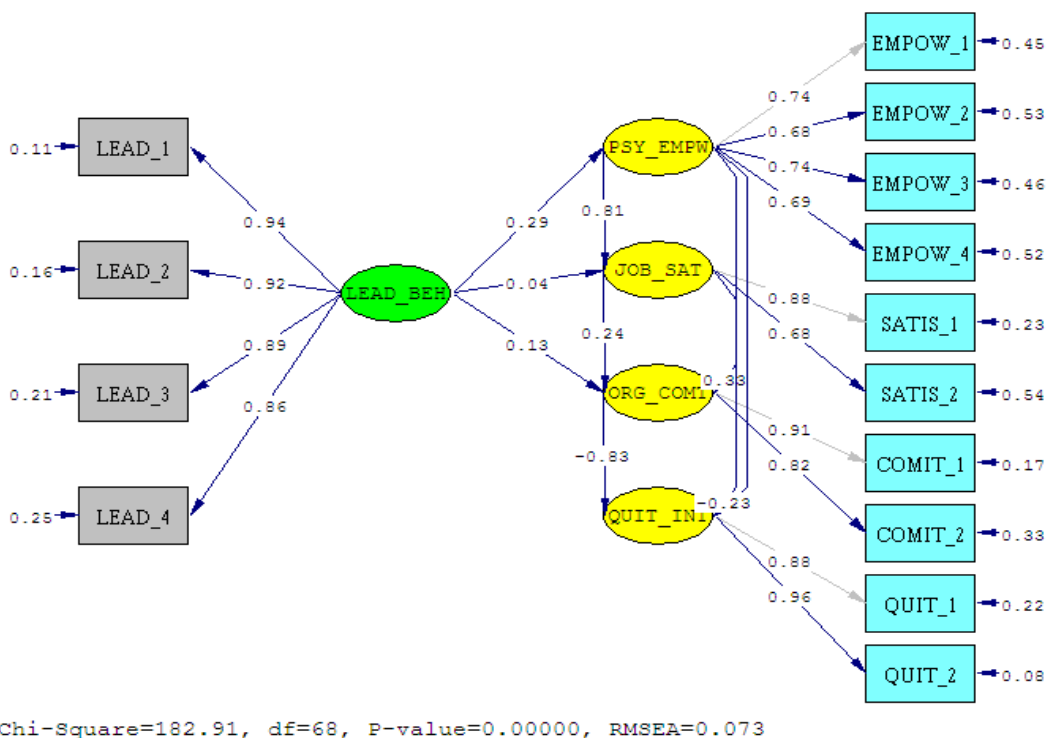 EMPOW_1
0.45
0.74
EMPOW_2
0.53
0.68
0.11
LEAD_1
PSY_EMPW
0.74
EMPOW_3
0.46
0.69
0.94
0.29
0.81
EMPOW_4
0.52
0.16
LEAD_2
0.92
LEAD_BEH
0.04
JOB_SAT
0.88
SATIS_1
0.23
0.68
0.89
0.13
0.24
0.21
LEAD_3
ORG_COMI
0.33
SATIS_2
0.54
0.86
0.91
COMIT_1
0.17
-0.83
0.82
0.25
LEAD_4
QUIT_INT
-0.23
COMIT_2
0.33
0.88
0.96
QUIT_1
0.22
QUIT_2
0.08
Chi-Square=182.91, df=68, P-value=0.00000, RMSEA=0.073